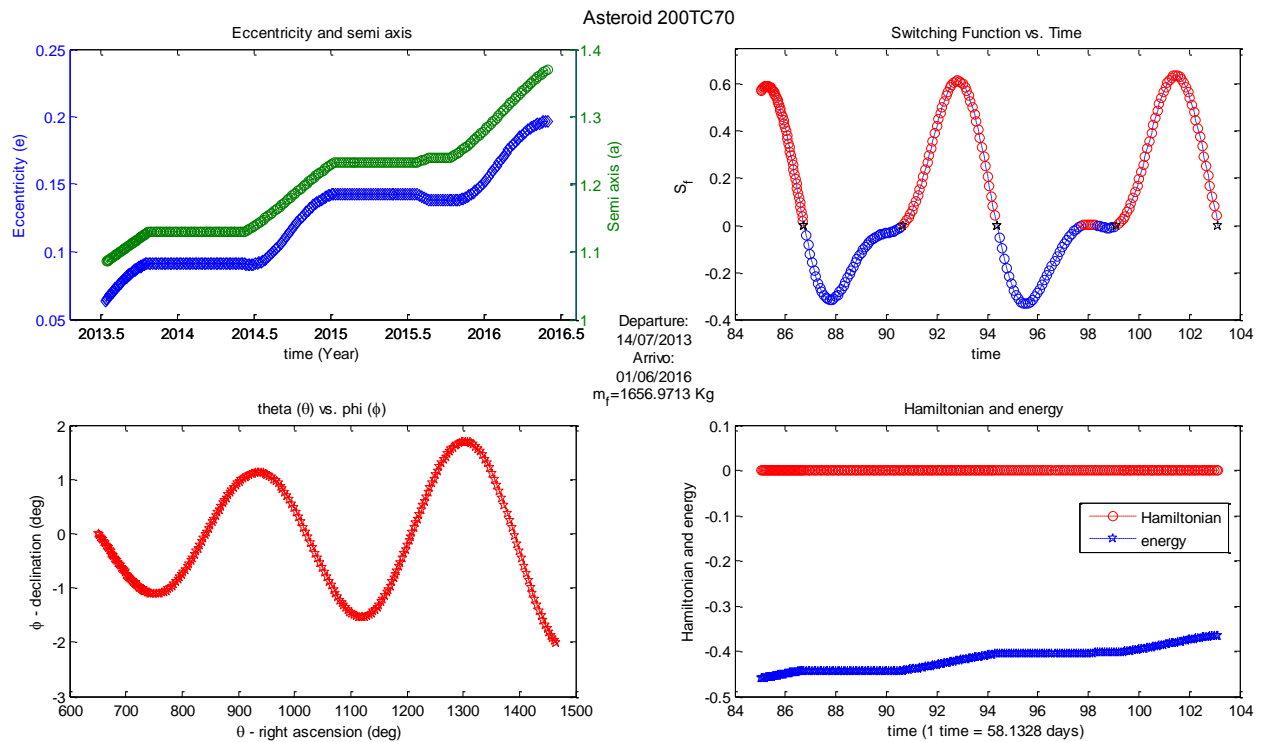 Asteroid 200TC70
Eccentricity and semi axis
0.25
0.2
0.15
0.1
0.05
Eccentricity (e)
1.4
1.3
1.2
1.1
1
Semi axis (a)
2013.5 2014 2014.5 2015 2015.5 2016 2016.5
time (Year)
Switching Function vs. Time
0.6
0.4
0.2
0
-0.2
-0.4
S_f
84 86 88 90 92 94 96 98 100 102 104
time
Departure:
14/07/2013
Arrivo:
01/06/2016
m_f=1656.9713 Kg
theta (θ) vs. phi (ϕ)
2
1
0
-1
-2
-3
ϕ - declination (deg)
600 700 800 900 1000 1100 1200 1300 1400 1500
θ - right ascension (deg)
Hamiltonian and energy
0.1
0
-0.1
-0.2
-0.3
-0.4
-0.5
Hamiltonian and energy
Hamiltonian
energy
84 86 88 90 92 94 96 98 100 102 104
time (1 time = 58.1328 days)